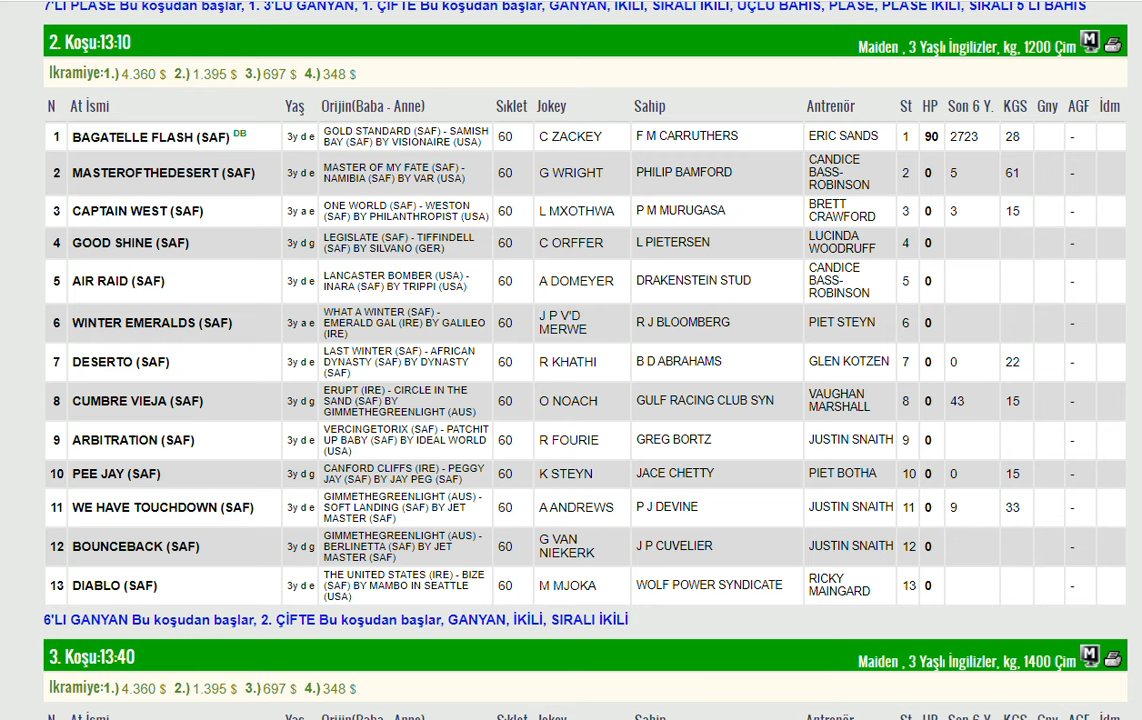 7'Lİ PLASE Bu koşudan başlar, 1. 3'LÜ GANYAN, 1. ÇİFTE Bu koşudan başlar, GANYAN, İKİLİ, SIRALI İKİLİ, ÜÇLÜ BAHİS, PLASE, PLASE İKİLİ, SIRALI 5 Lİ BAHİS
2. Koşu:13:10
Maiden , 3 Yaşlı İngilizler, kg, 1200 Çim M
Ikramiye:1.) 4.360 $ 2.) 1.395 $ 3.) 697 $ 4.) 348 $
N At İsmi Yaş Orijin(Baba - Anne) Sıklet Jokey Sahip Antrenör St HP Son 6 Y. KGS Gny AGF İdm
1 BAGATELLE FLASH (SAF) DB 3y d e GOLD STANDARD (SAF) - SAMISH BAY (SAF) BY VISIONAIRE (USA) 60 C ZACKEY F M CARRUTHERS ERIC SANDS 1 90 2723 28 -
2 MASTEROFTHEDESERT (SAF) 3y d e MASTER OF MY FATE (SAF) - NAMIBIA (SAF) BY VAR (USA) 60 G WRIGHT PHILIP BAMFORD CANDICE BASS-ROBINSON 2 0 5 61 -
3 CAPTAIN WEST (SAF) 3y a e ONE WORLD (SAF) - WESTON (SAF) BY PHILANTHROPIST (USA) 60 L MXOTHWA P M MURUGASA BRETT CRAWFORD 3 0 3 15 -
4 GOOD SHINE (SAF) 3y d g LEGISLATE (SAF) - TIFFINDELL (SAF) BY SILVANO (GER) 60 C ORFFER L PIETERSEN LUCINDA WOODRUFF 4 0 -
5 AIR RAID (SAF) 3y d e LANCASTER BOMBER (USA) - INARA (SAF) BY TRIPPI (USA) 60 A DOMEYER DRAKENSTEIN STUD CANDICE BASS-ROBINSON 5 0 -
6 WINTER EMERALDS (SAF) 3y a e WHAT A WINTER (SAF) - EMERALD GAL (IRE) BY GALILEO (IRE) 60 J P V'D MERWE R J BLOOMBERG PIET STEYN 6 0 -
7 DESERTO (SAF) 3y d e LAST WINTER (SAF) - AFRICAN DYNASTY (SAF) BY DYNASTY (SAF) 60 R KHATHI B D ABRAHAMS GLEN KOTZEN 7 0 0 22 -
8 CUMBRE VIEJA (SAF) 3y d g ERUPT (IRE) - CIRCLE IN THE SAND (SAF) BY GIMMETHEGREENLIGHT (AUS) 60 O NOACH GULF RACING CLUB SYN VAUGHAN MARSHALL 8 0 43 15 -
9 ARBITRATION (SAF) 3y d e VERCINGETORIX (SAF) - PATCHIT UP BABY (SAF) BY IDEAL WORLD (USA) 60 R FOURIE GREG BORTZ JUSTIN SNAITH 9 0 -
10 PEE JAY (SAF) 3y d g CANFORD CLIFFS (IRE) - PEGGY JAY (SAF) BY JAY PEG (SAF) 60 K STEYN JACE CHETTY PIET BOTHA 10 0 0 15 -
11 WE HAVE TOUCHDOWN (SAF) 3y d e GIMMETHEGREENLIGHT (AUS) - SOFT LANDING (SAF) BY JET MASTER (SAF) 60 A ANDREWS P J DEVINE JUSTIN SNAITH 11 0 9 33 -
12 BOUNCEBACK (SAF) 3y d g GIMMETHEGREENLIGHT (AUS) - BERLINETTA (SAF) BY JET MASTER (SAF) 60 G VAN NIEKERK J P CUVELIER JUSTIN SNAITH 12 0 -
13 DIABLO (SAF) 3y d e THE UNITED STATES (IRE) - BIZE (SAF) BY MAMBO IN SEATTLE (USA) 60 M MJOKA WOLF POWER SYNDICATE RICKY MAINGARD 13 0 -
6'LI GANYAN Bu koşudan başlar, 2. ÇİFTE Bu koşudan başlar, GANYAN, İKİLİ, SIRALI İKİLİ
3. Koşu:13:40
Maiden , 3 Yaşlı İngilizler, kg, 1400 Çim M
Ikramiye:1.) 4.360 $ 2.) 1.395 $ 3.) 697 $ 4.) 348 $
N At İsmi Yaş Orijin(Baba - Anne) Sıklet Jokey Sahip Antrenör St HP Son 6 Y. KGS Gny AGF İdm